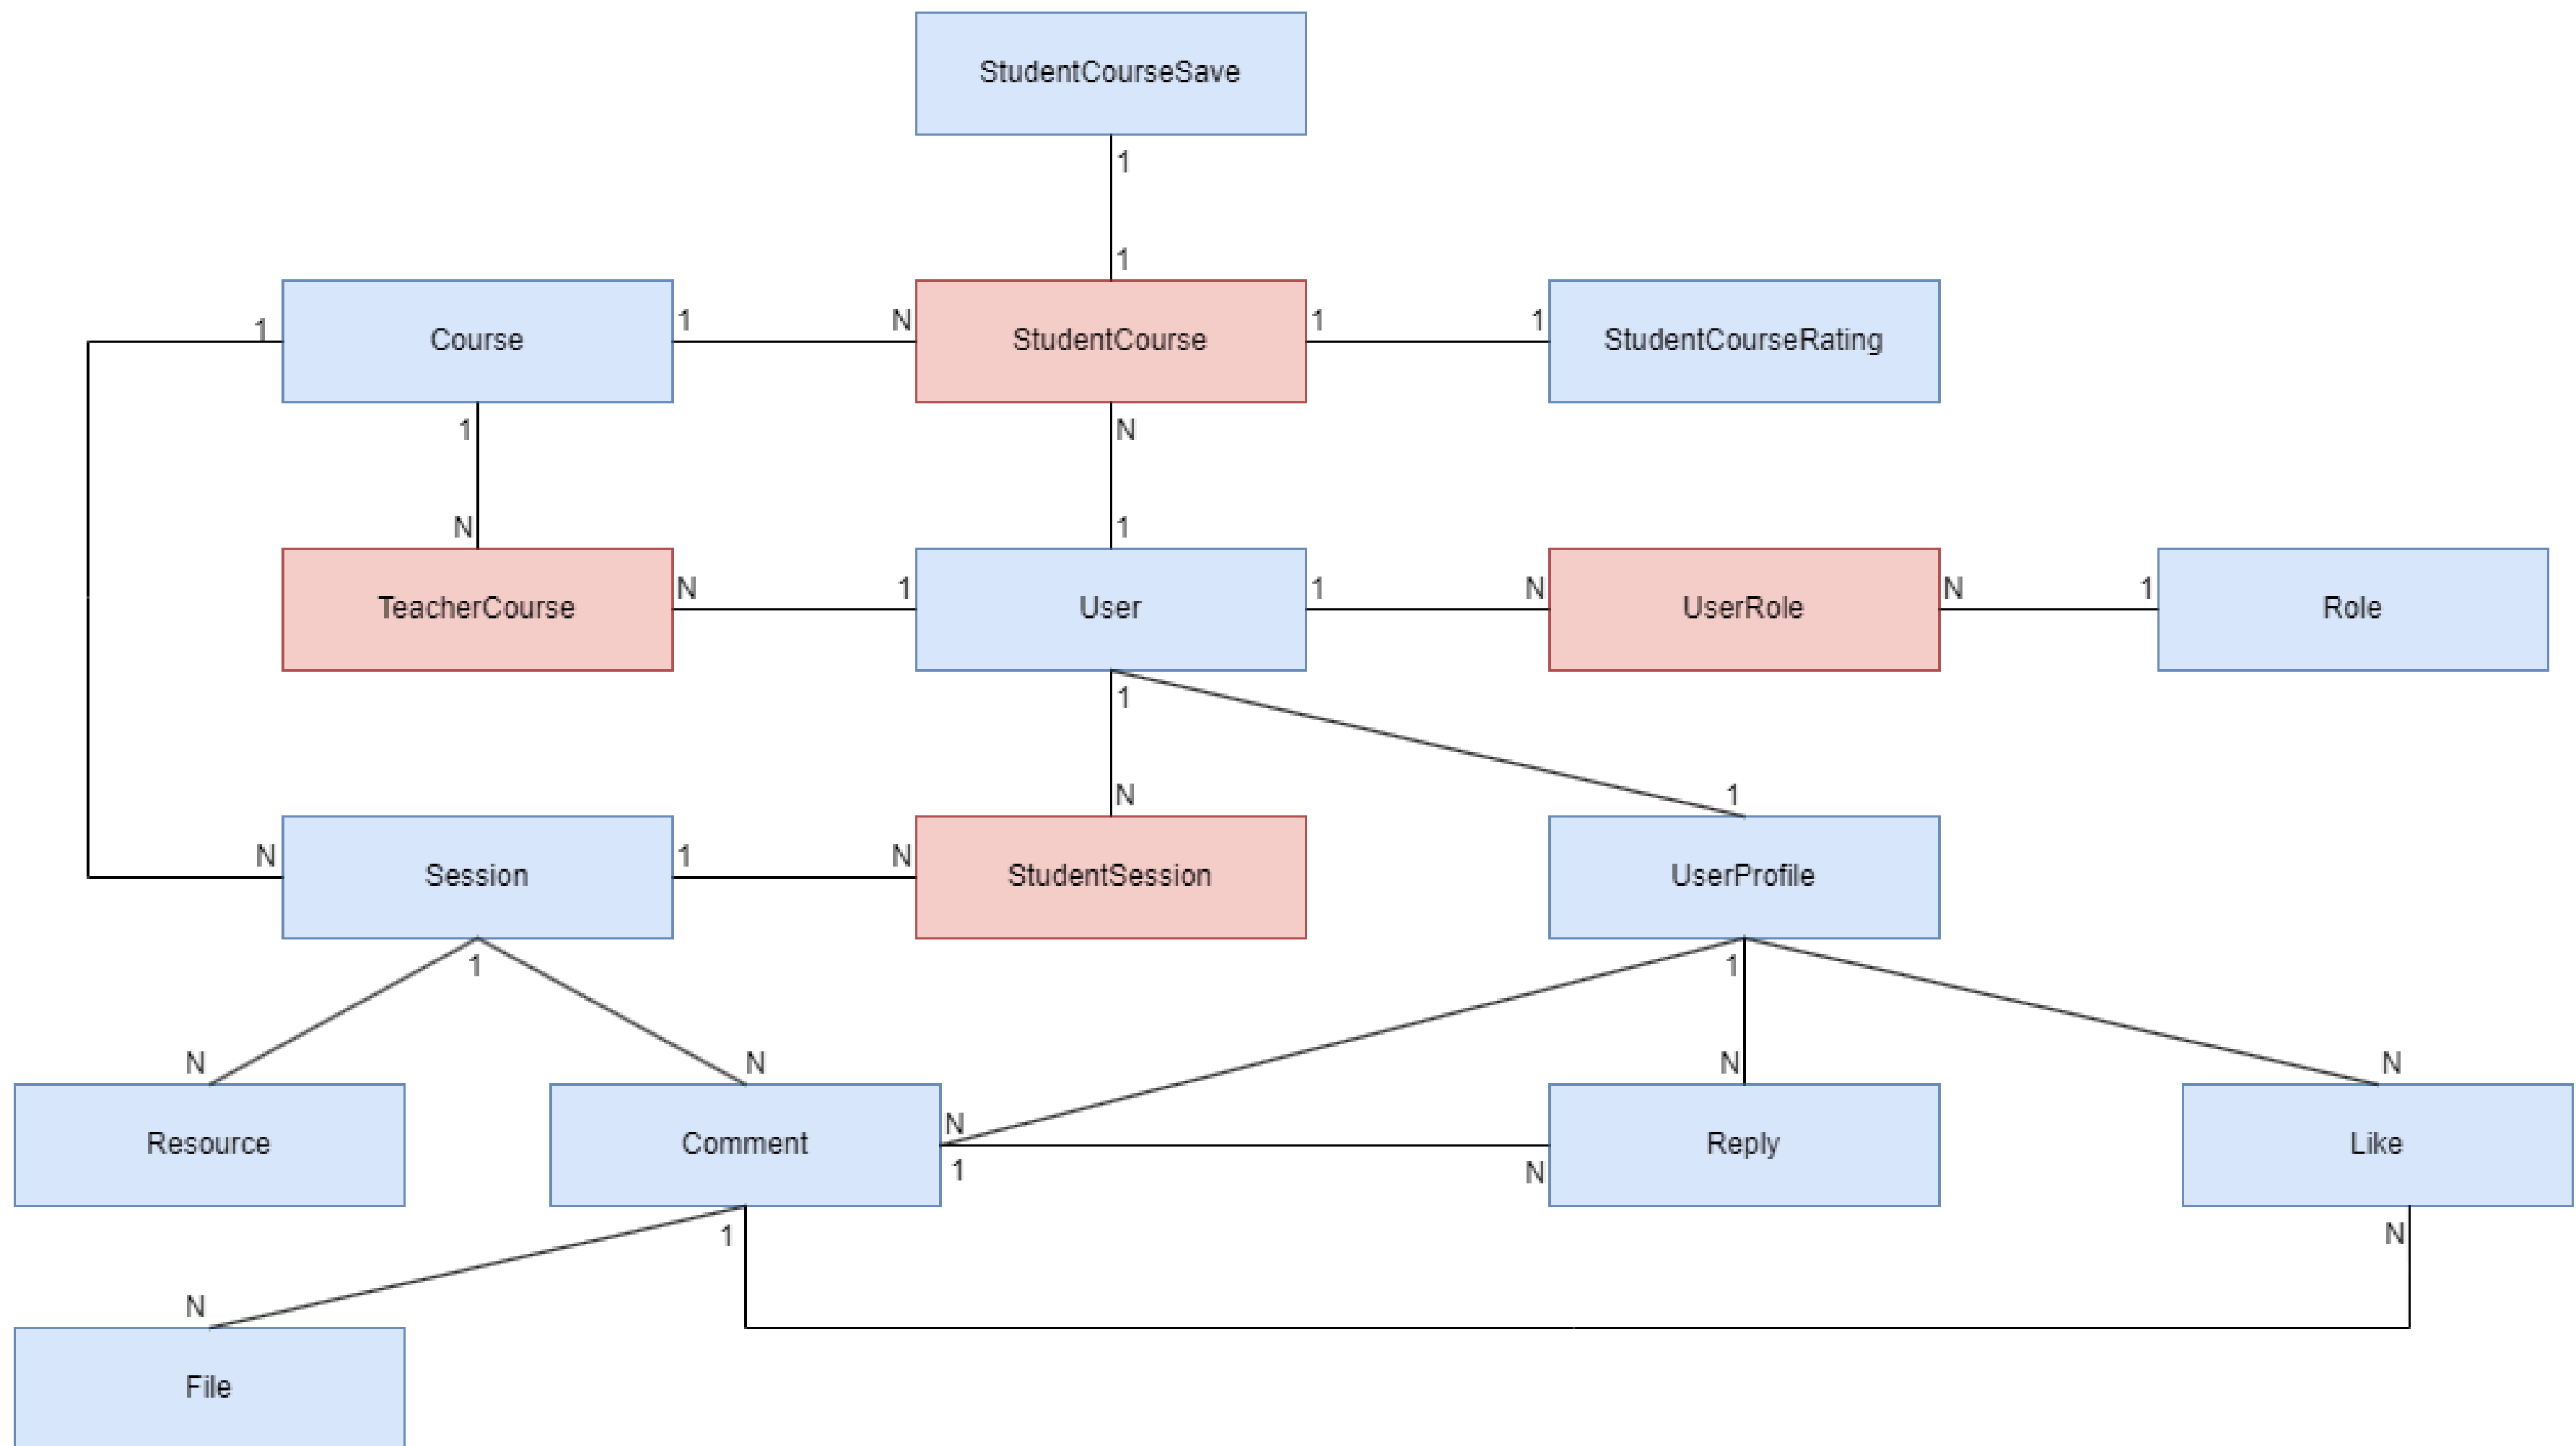 StudentCourseSave
1
1
1
Course
1
N
StudentCourse
1
1
StudentCourseRating
1
N
N
1
TeacherCourse
N
1
User
1
N
UserRole
N
1
Role
1
N
1
N
Session
1
N
StudentSession
UserProfile
1
1
N
N
N
N
Resource
Comment
N
1
N
Reply
Like
1
N
N
File